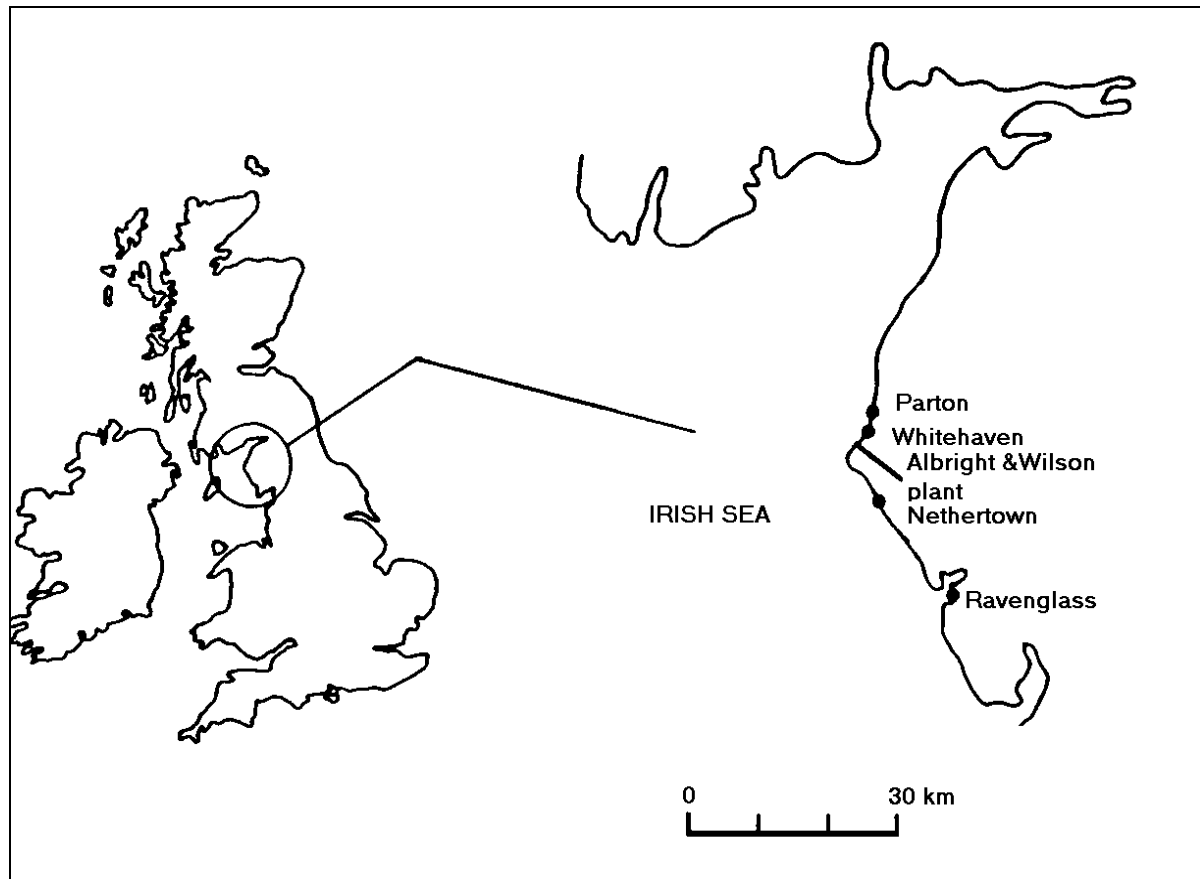 Parton
Whitehaven
Albright &Wilson
plant
Nethertown
IRISH SEA
Ravenglass
0 30 km